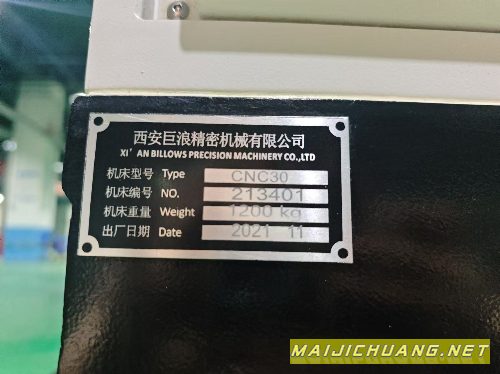 西安巨浪精密机械有限公司
XI' AN BILLOWS PRECISION MACHINERY CO.,LTD
机床型号 Type CNC30
机床编号 NO. 213401
机床重量 Weight 1200 kg
出厂日期 Date 2021 11
MAIJICHUANG.NET